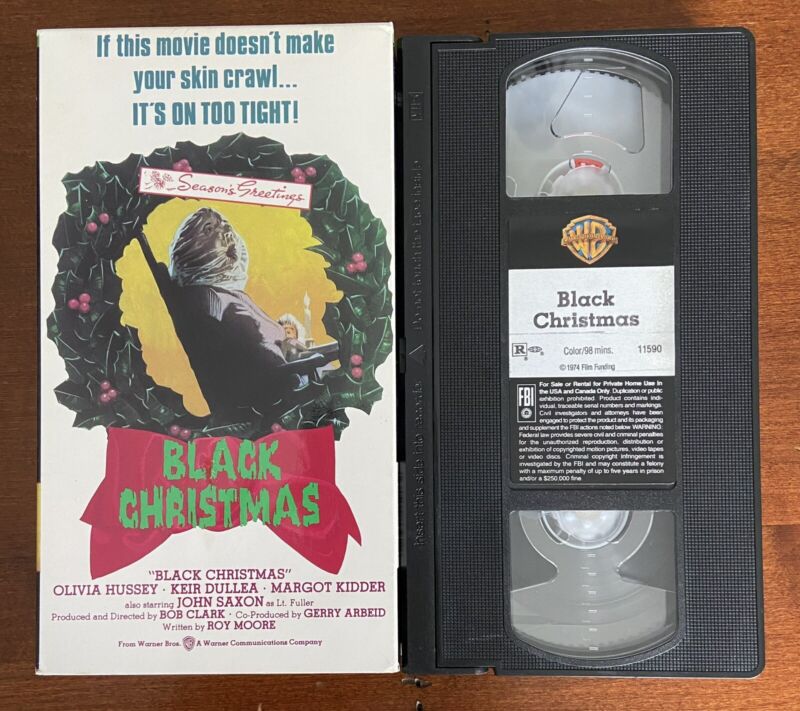 If this movie doesn't make
your skin crawl...
IT'S ON TOO TIGHT!
Season's Greetings
BLACK
CHRISTMAS
"BLACK CHRISTMAS"
OLIVIA HUSSEY · KEIR DULLEA · MARGOT KIDDER
also starring JOHN SAXON as Lt. Fuller
Produced and Directed by BOB CLARK · Co-Produced by GERRY ARBEID
Written by ROY MOORE
From Warner Bros. A Warner Communications Company
Insert this side into recorder
WB
Black
Christmas
R
Color/98 mins. 11590
©1974 Film Funding
FBI
For Sale or Rental for Private Home Use in
the USA and Canada Only. Duplication or public
exhibition prohibited. Product contains indi-
vidual, traceable serial numbers and markings.
Civil investigators and attorneys have been
engaged to protect the product and its packaging
and supplement the FBI actions noted below WARNING:
Federal law provides severe civil and criminal penalties
for the unauthorized reproduction, distribution or
exhibition of copyrighted motion pictures, video tapes
or video discs. Criminal copyright infringement is
investigated by the FBI and may constitute a felony
with a maximum penalty of up to five years in prison
and/or a $250,000 fine